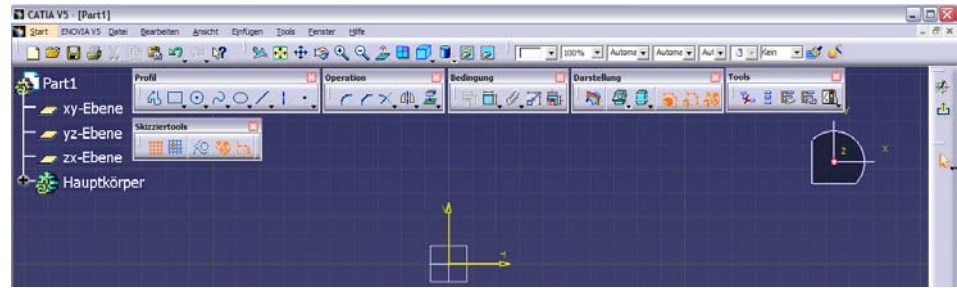 CATIA V5 - [Part1]
Start ENOVIA V5 Datei Bearbeiten Ansicht Einfügen Tools Fenster Hilfe
100% Automa Automa Aut Kein
Part1
xy-Ebene
yz-Ebene
zx-Ebene
Hauptkörper
Profil
Operation
Bedingung
Darstellung
Tools
Skizziertools
y
x
z
V
H